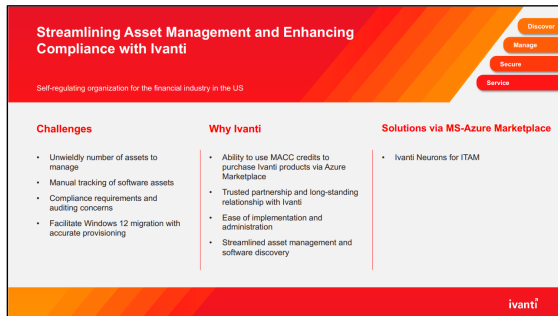 Streamlining Asset Management and Enhancing
Compliance with Ivanti
Self-regulating organization for the financial industry in the US
Discover
Manage
Secure
Service
Challenges
• Unwieldly number of assets to
manage
• Manual tracking of software assets
• Compliance requirements and
auditing concerns
• Facilitate Windows 12 migration with
accurate provisioning
Why Ivanti
• Ability to use MACC credits to
purchase Ivanti products via Azure
Marketplace
• Trusted partnership and long-standing
relationship with Ivanti
• Ease of implementation and
administration
• Streamlined asset management and
software discovery
Solutions via MS-Azure Marketplace
• Ivanti Neurons for ITAM
ivanti